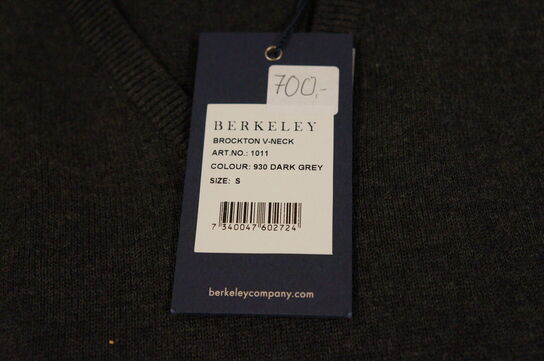 700,-
BERKELEY
BROCKTON V-NECK
ART.NO.: 1011
COLOUR: 930 DARK GREY
SIZE: S
7 340047 602724
berkeleycompany.com